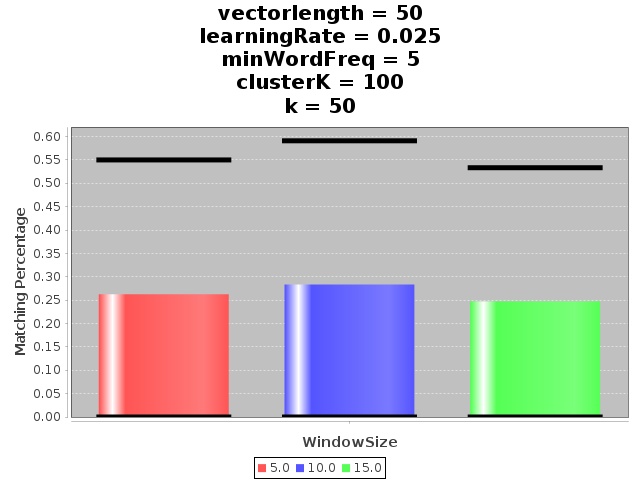 vectorlength = 50
learningRate = 0.025
minWordFreq = 5
clusterK = 100
k = 50
0.60
0.55
0.50
0.45
0.40
0.35
0.30
0.25
0.20
0.15
0.10
0.05
0.00
Matching Percentage
WindowSize
5.0 10.0 15.0